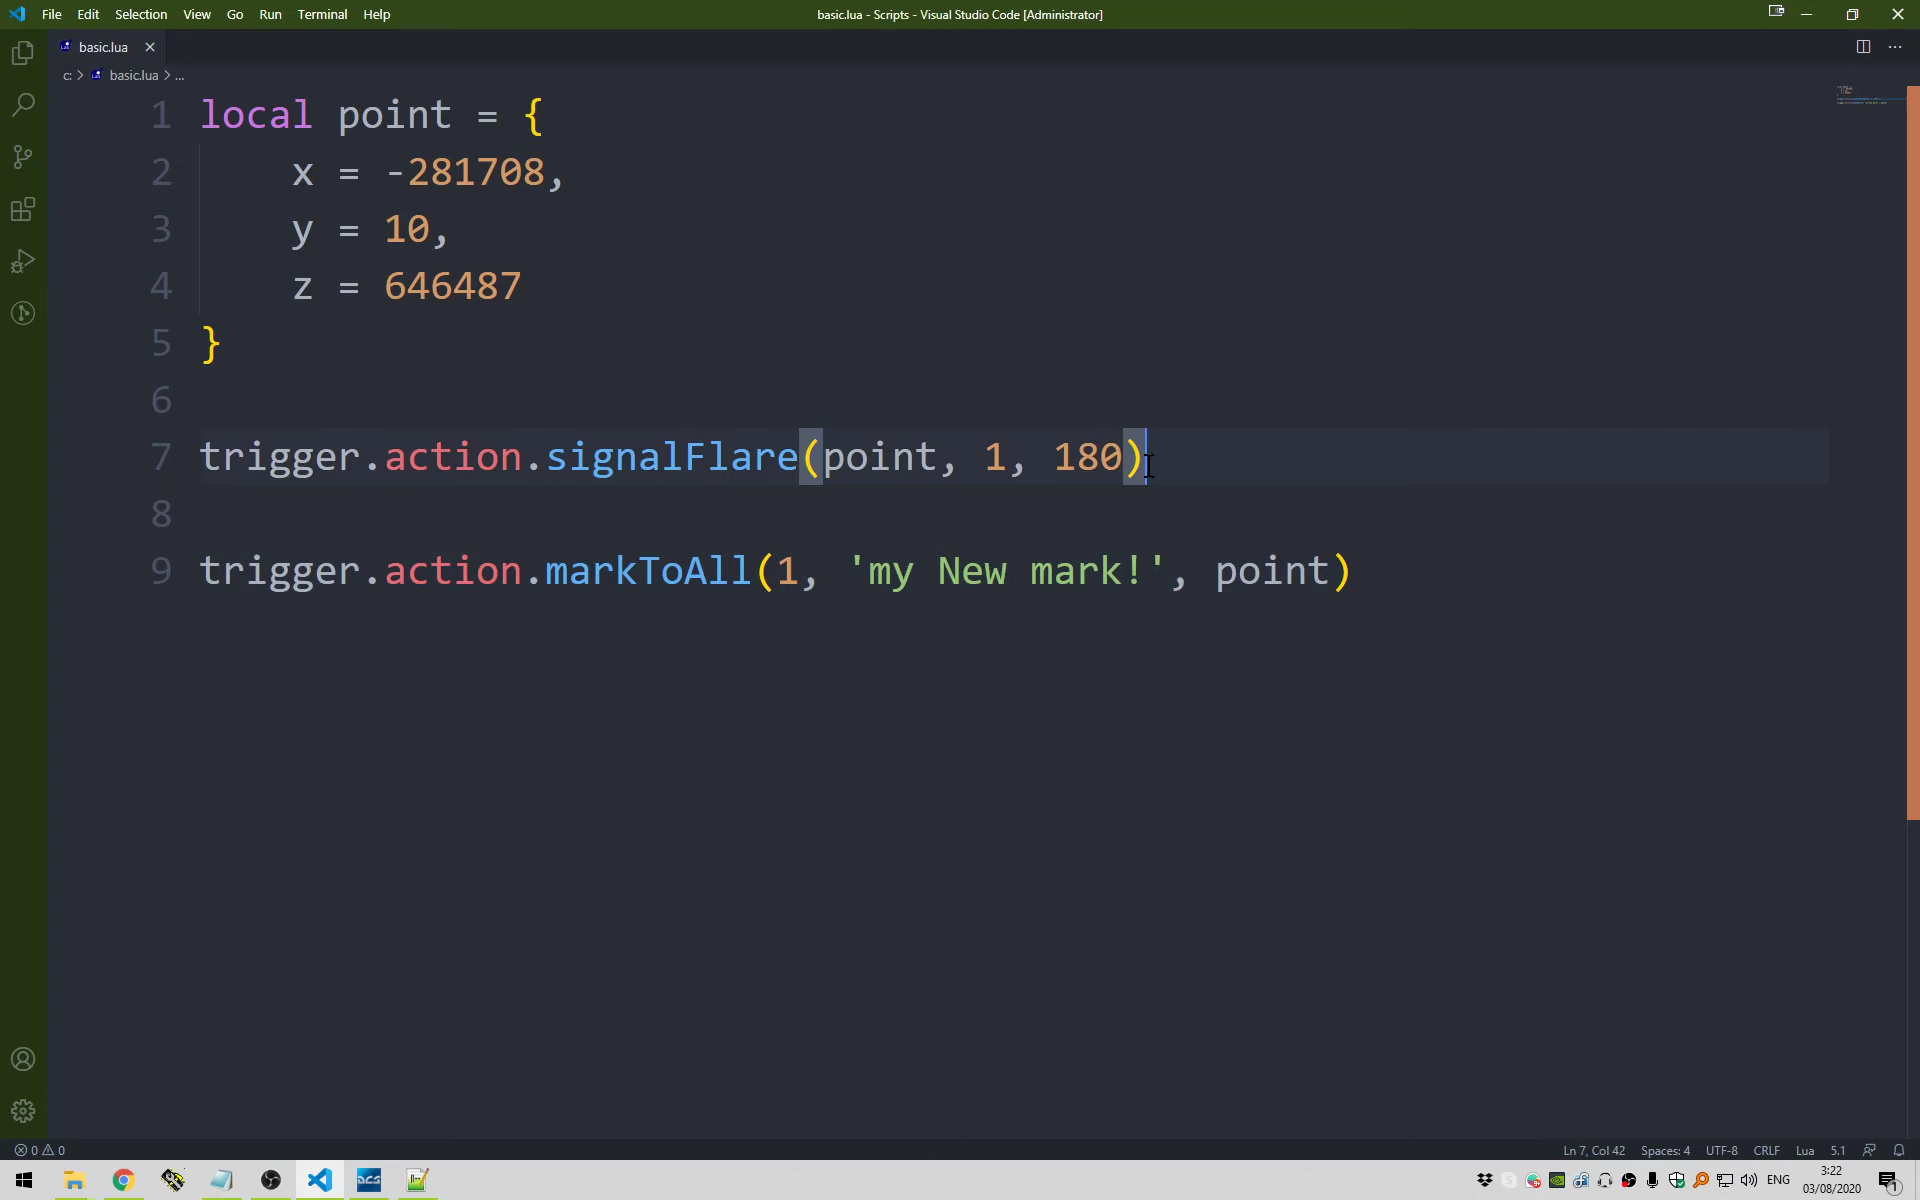 File Edit Selection View Go Run Terminal Help
basic.lua - Scripts - Visual Studio Code [Administrator]
basic.lua
c: > basic.lua > ...
1 local point = {
2     x = -281708,
3     y = 10,
4     z = 646487
5 }
6
7 trigger.action.signalFlare(point, 1, 180)
8
9 trigger.action.markToAll(1, 'my New mark!', point)
0 0
Ln 7, Col 42 Spaces: 4 UTF-8 CRLF Lua 5.1
DCS
ENG
3:22
03/08/2020
1